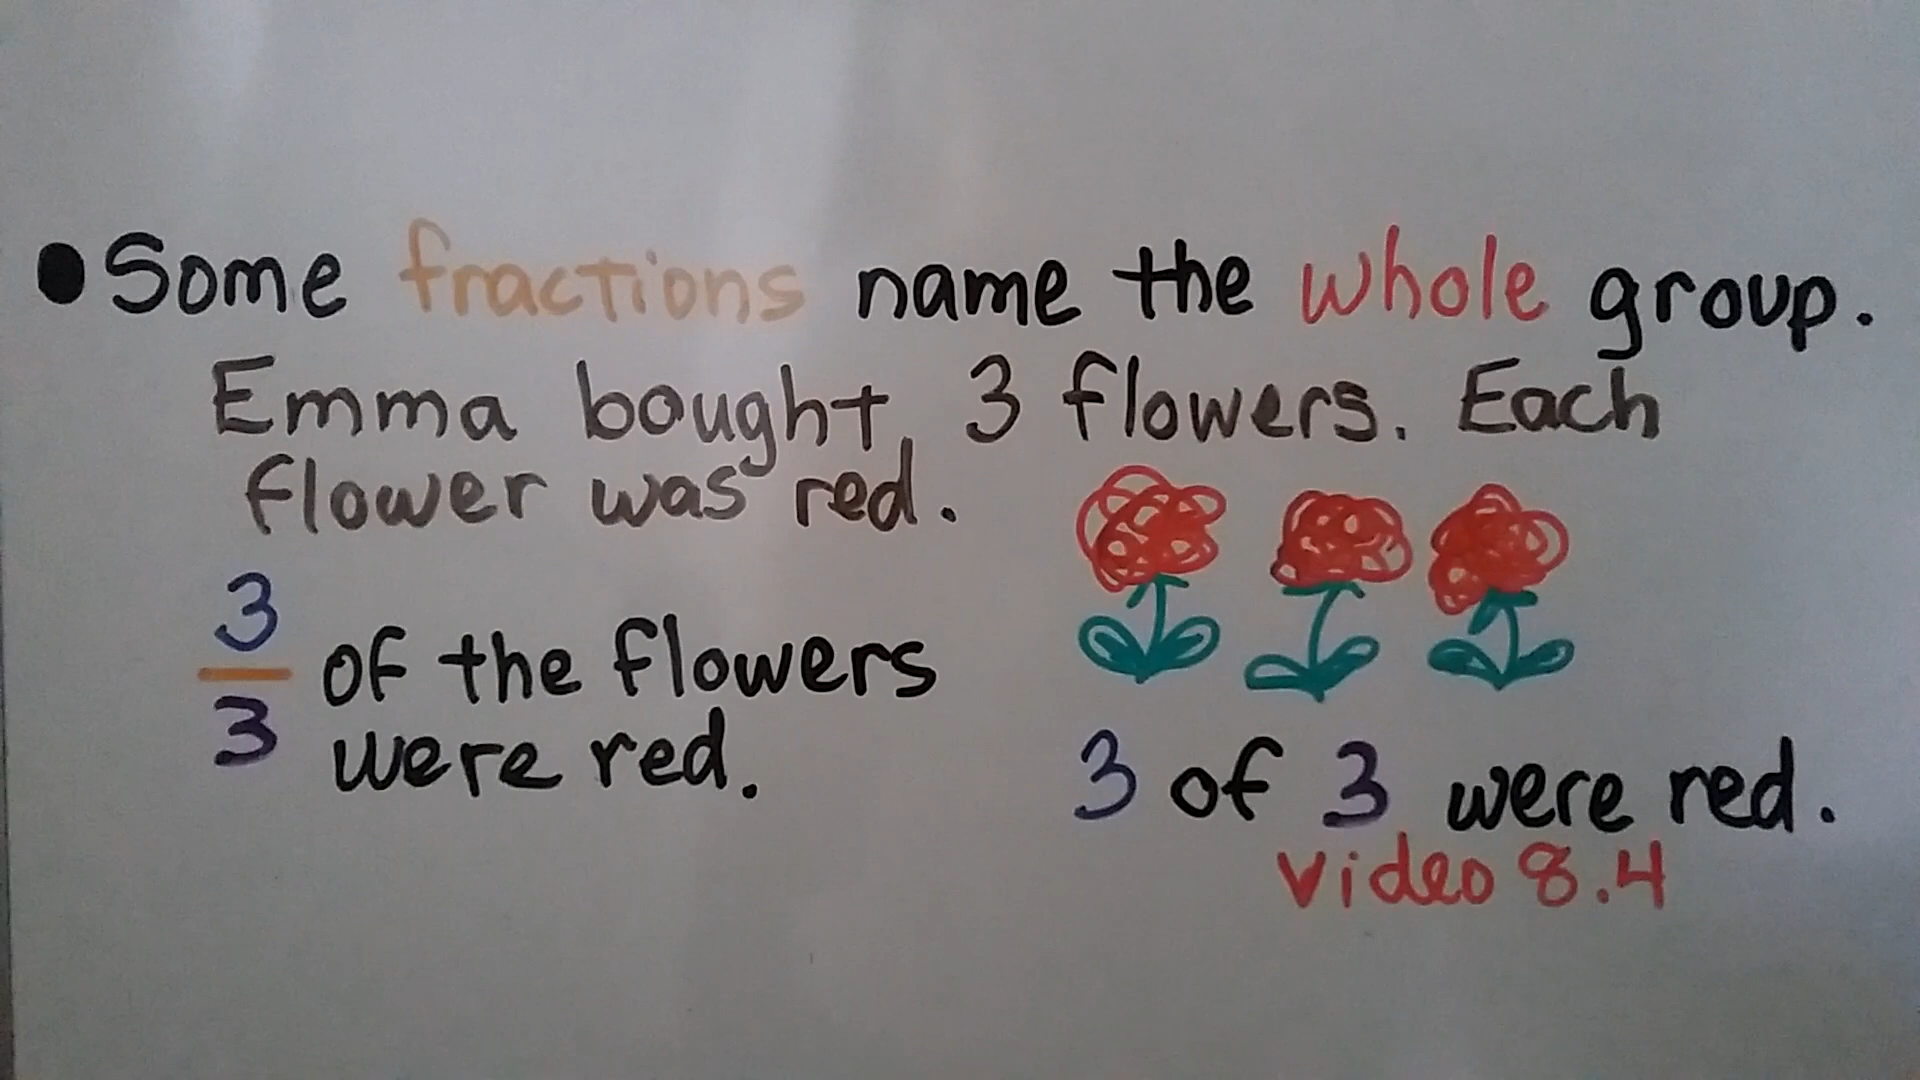 • Some fractions name the whole group.
Emma bought 3 flowers. Each
flower was red.
3/3 of the flowers
were red.
3 of 3 were red.
video 8.4